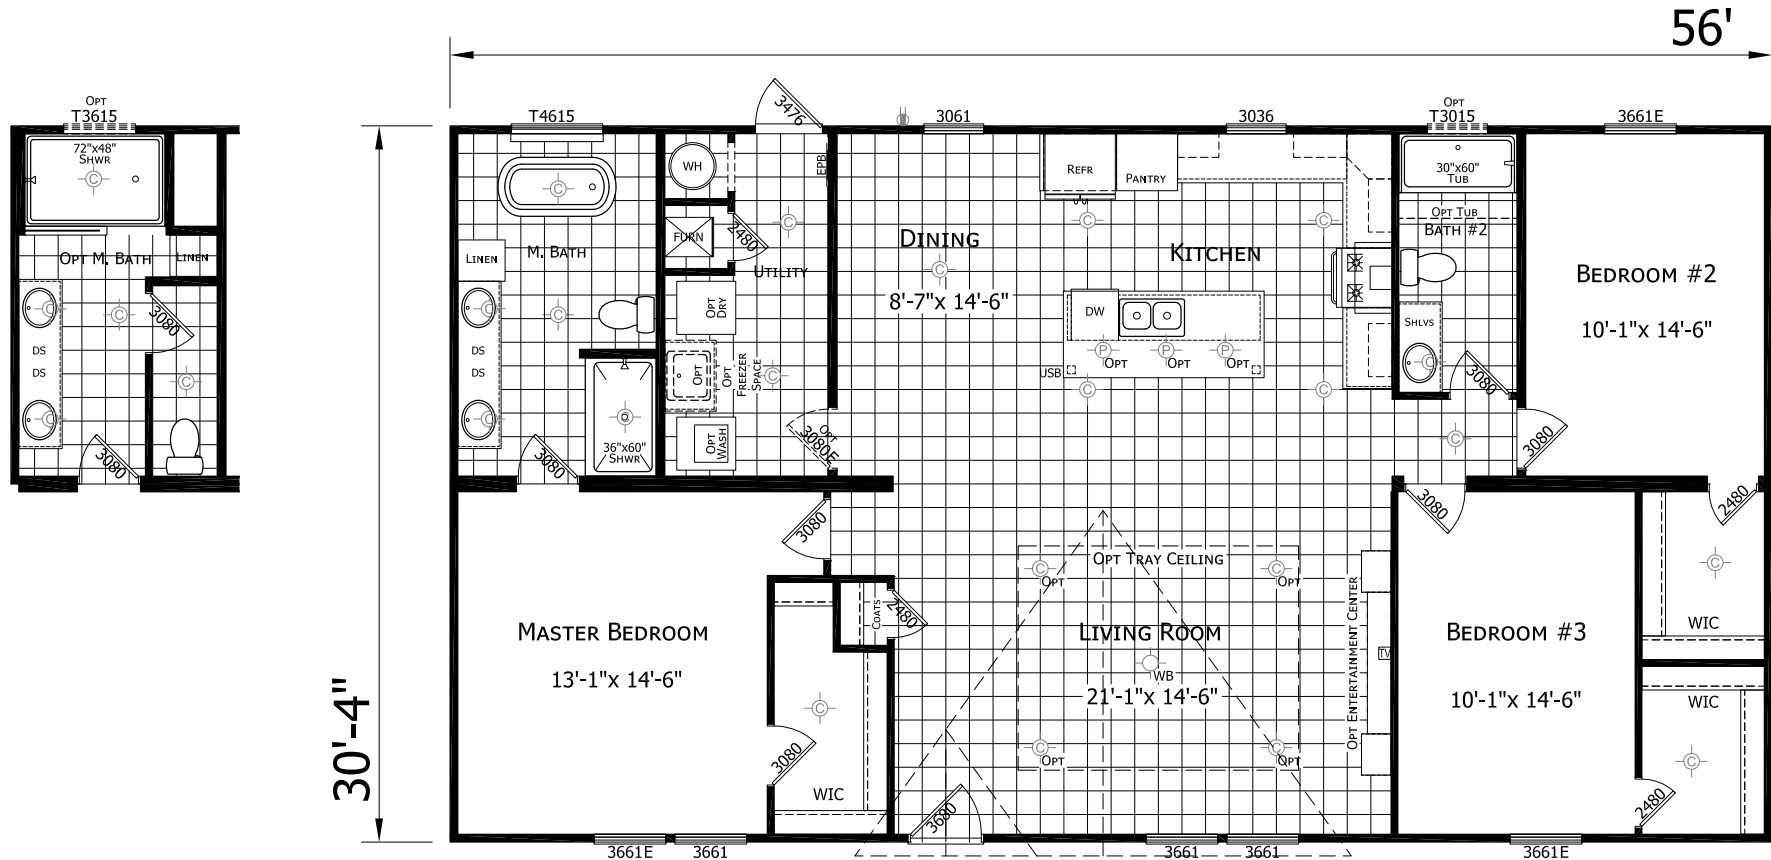 56'
30'-4"
OPT
T3615
72"x48"
SHWR
C
OPT M. BATH
LINEN
C
C
3080
DS
DS
C
C
3080
T4615
3476
3061
3036
OPT
T3015
3661E
WH
EPB
REFR
PANTRY
30"x60"
TUB
C
FURN
2480
C
C
C
OPT TUB
BATH #2
LINEN
M. BATH
UTILITY
DINING
C
8'-7"x 14'-6"
KITCHEN
BEDROOM #2
10'-1"x 14'-6"
C
C
OPT
DRY
DW
SHLVS
DS
DS
OPT
OPT
FREEZER
SPACE
C
P
OPT
P
OPT
P
OPT
USB
C
C
C
3080
C
C
36"x60"
SHWR
OPT
WASH
OPT
3080E
C
3080
3080
3080
3080
2480
OPT TRAY CEILING
C
OPT
C
OPT
C
COATS
2480
MASTER BEDROOM
13'-1"x 14'-6"
LIVING ROOM
WB
21'-1"x 14'-6"
OPT ENTERTAINMENT CENTER
TV
BEDROOM #3
10'-1"x 14'-6"
WIC
WIC
C
3080
WIC
C
OPT
C
OPT
C
3680
2480
3661E
3661
3661
3661
3661E